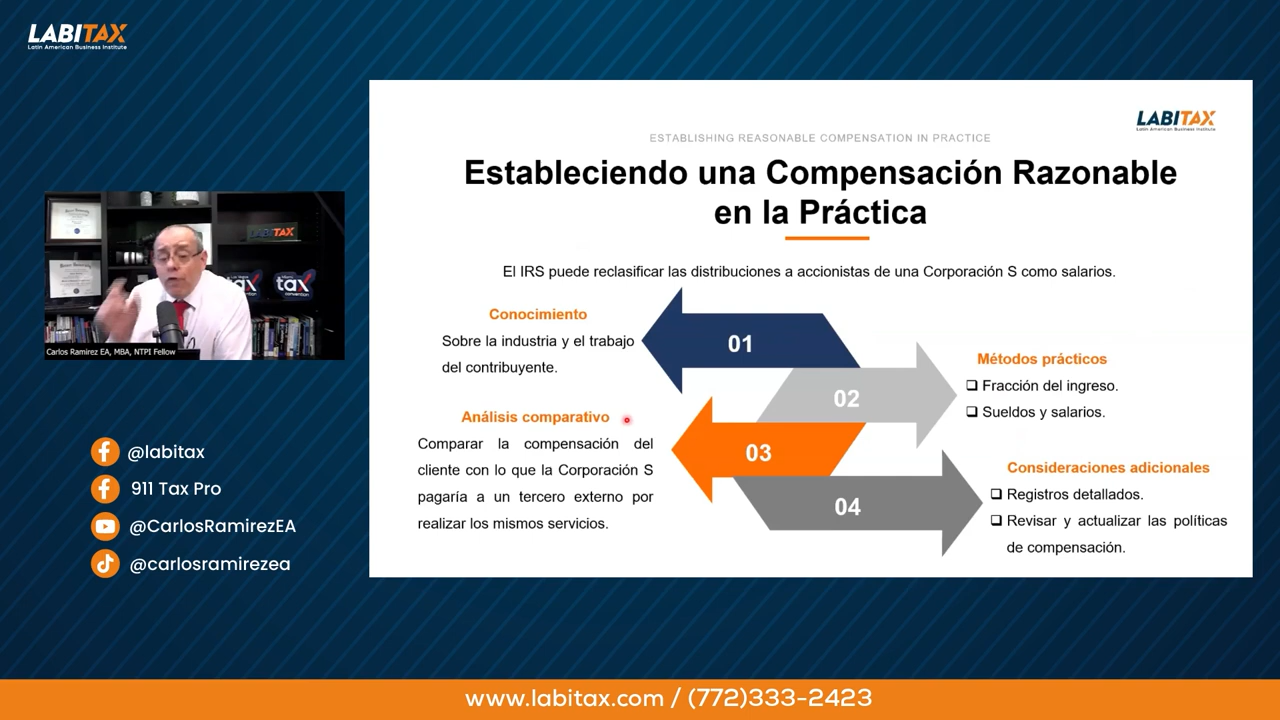 LABITAX
Latin American Business Institute
LABITAX
Latin American Business Institute
ESTABLISHING REASONABLE COMPENSATION IN PRACTICE
Estableciendo una Compensación Razonable
en la Práctica
El IRS puede reclasificar las distribuciones a accionistas de una Corporación S como salarios.
Conocimiento
Sobre la industria y el trabajo
del contribuyente.
01
02
Métodos prácticos
Fracción del ingreso.
Sueldos y salarios.
Análisis comparativo
Comparar la compensación del
cliente con lo que la Corporación S
pagaría a un tercero externo por
realizar los mismos servicios.
03
04
Consideraciones adicionales
Registros detallados.
Revisar y actualizar las políticas
de compensación.
LABITAX
tax
convention
tax
convention
Carlos Ramirez EA, MBA, NTPI Fellow
@labitax
911 Tax Pro
@CarlosRamirezEA
@carlosramirezea
www.labitax.com / (772)333-2423